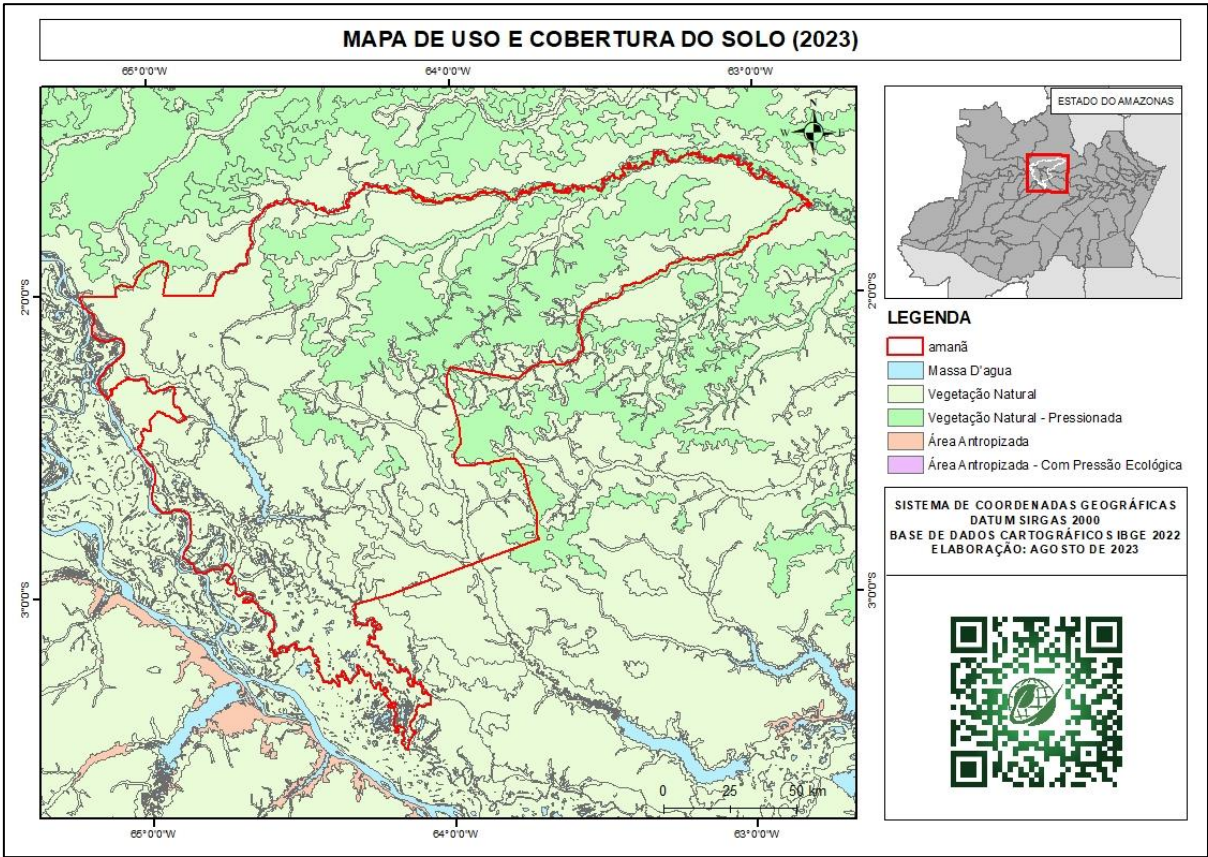 MAPA DE USO E COBERTURA DO SOLO (2023)
65°0'0"W 64°0'0"W 63°0'0"W
N
W
S
2°0'0"S 2°0'0"S
3°0'0"S 3°0'0"S
0 25 50 km
65°0'0"W 64°0'0"W 63°0'0"W
ESTADO DO AMAZONAS
LEGENDA
amanã
Massa D'agua
Vegetação Natural
Vegetação Natural - Pressionada
Área Antropizada
Área Antropizada - Com Pressão Ecológica
SISTEMA DE COORDENADAS GEOGRÁFICAS
DATUM SIRGAS 2000
BASE DE DADOS CARTOGRÁFICOS IBGE 2022
ELABORAÇÃO: AGOSTO DE 2023